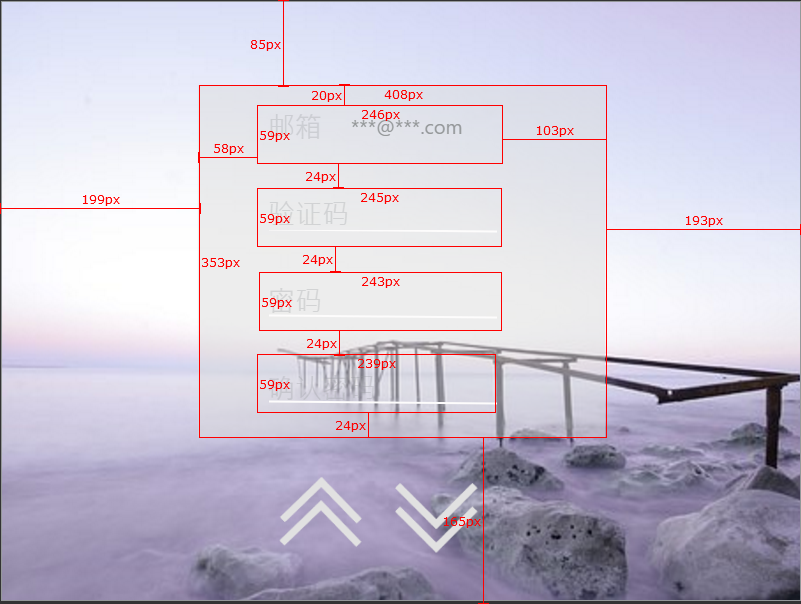 85px
20px
408px
246px
邮箱 ***@***.com
59px
103px
58px
24px
199px
245px
验证码
59px
193px
24px
353px
243px
密码
59px
24px
239px
确认密码
59px
24px
165px